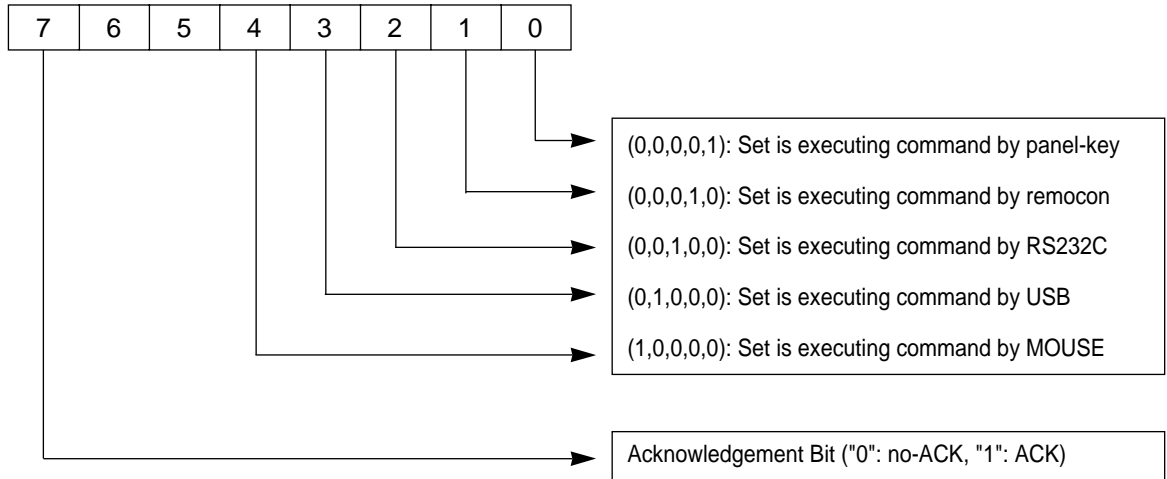 7 6 5 4 3 2 1 0
(0,0,0,0,1): Set is executing command by panel-key
(0,0,0,1,0): Set is executing command by remocon
(0,0,1,0,0): Set is executing command by RS232C
(0,1,0,0,0): Set is executing command by USB
(1,0,0,0,0): Set is executing command by MOUSE
Acknowledgement Bit ("0": no-ACK, "1": ACK)